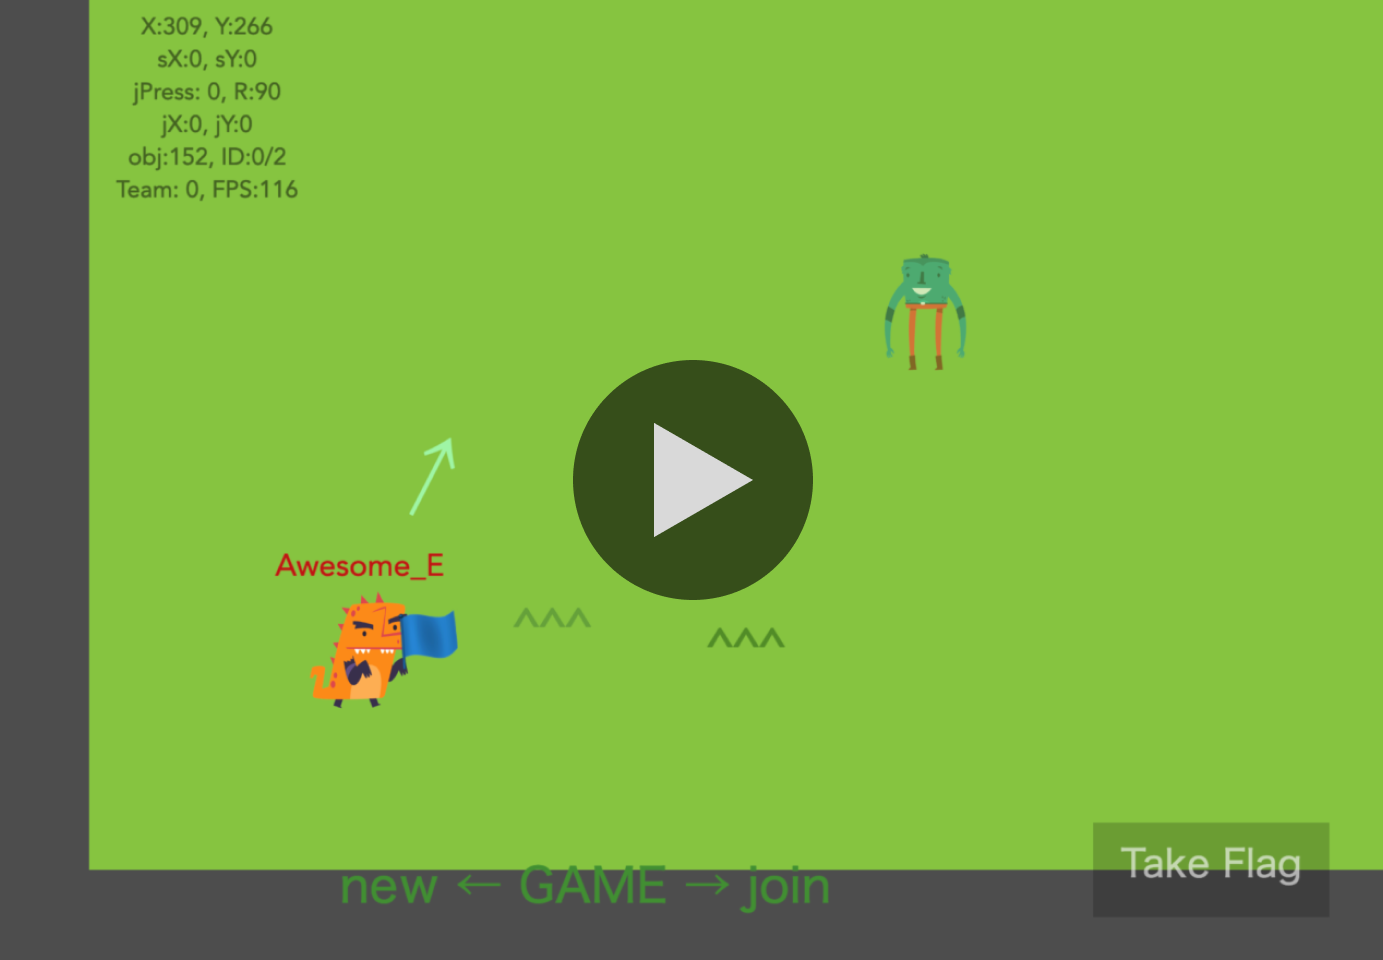 X:309, Y:266
sX:0, sY:0
jPress: 0, R:90
jX:0, jY:0
obj:152, ID:0/2
Team: 0, FPS:116
Awesome_E
^^^ 
^^^
Take Flag
new ← GAME → join